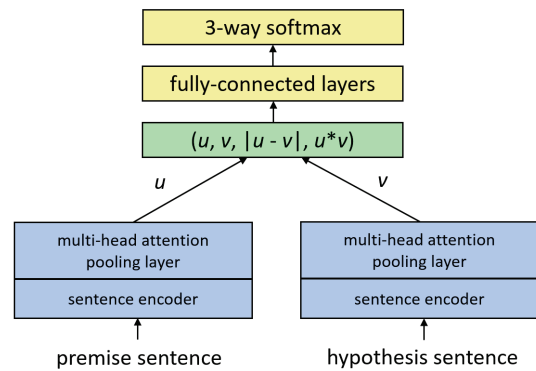 3-way softmax
fully-connected layers
(u, v, |u - v|, u*v)
u
v
multi-head attention
pooling layer
sentence encoder
premise sentence
multi-head attention
pooling layer
sentence encoder
hypothesis sentence